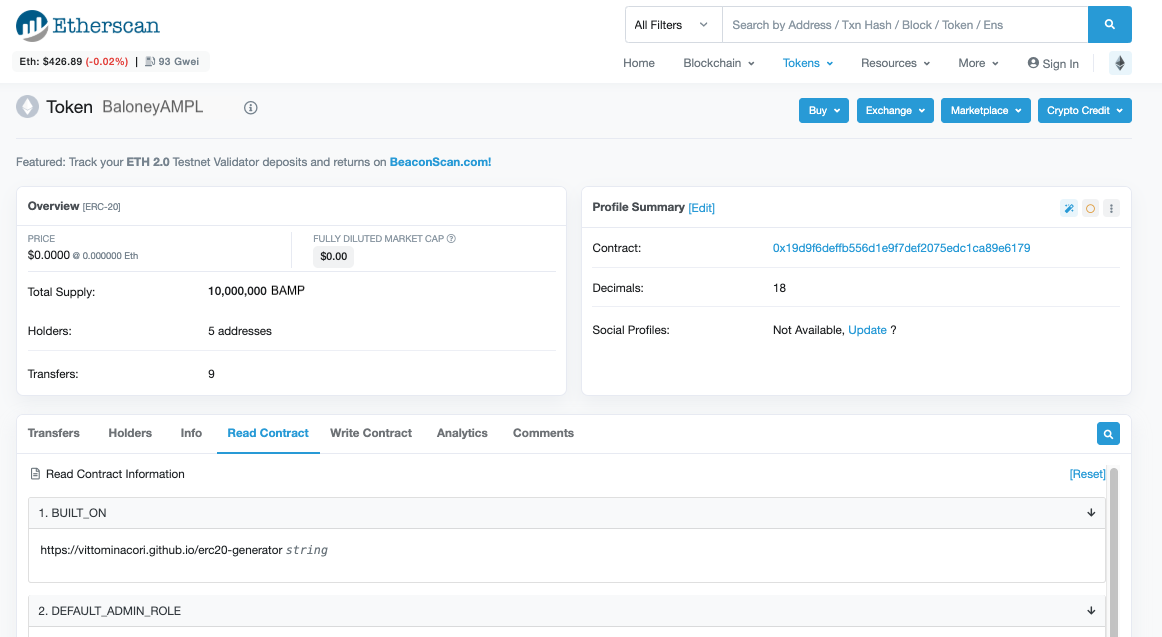 Etherscan
All Filters Search by Address / Txn Hash / Block / Token / Ens
Eth: $426.89 (-0.02%) | 93 Gwei
Home Blockchain Tokens Resources More Sign In
Token BaloneyAMPL
Buy Exchange Marketplace Crypto Credit
Featured: Track your ETH 2.0 Testnet Validator deposits and returns on BeaconScan.com!
Overview [ERC-20]
PRICE FULLY DILUTED MARKET CAP
$0.0000 @ 0.000000 Eth $0.00
Total Supply: 10,000,000 BAMP
Holders: 5 addresses
Transfers: 9
Profile Summary [Edit]
Contract: 0x19d9f6deffb556d1e9f7def2075edc1ca89e6179
Decimals: 18
Social Profiles: Not Available, Update ?
Transfers Holders Info Read Contract Write Contract Analytics Comments
Read Contract Information [Reset]
1. BUILT_ON
https://vittominacori.github.io/erc20-generator string
2. DEFAULT_ADMIN_ROLE